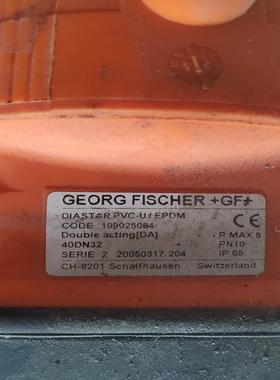 GEORG FISCHER +GF+
DIASTAR PVC-U / EPDM
CODE 199025084
CE
Double acting[DA] P MAX 5
40DN32 PN10
SERIE 2 20050317 204 IP 65
CH-8201 Schaffhausen Switzerland